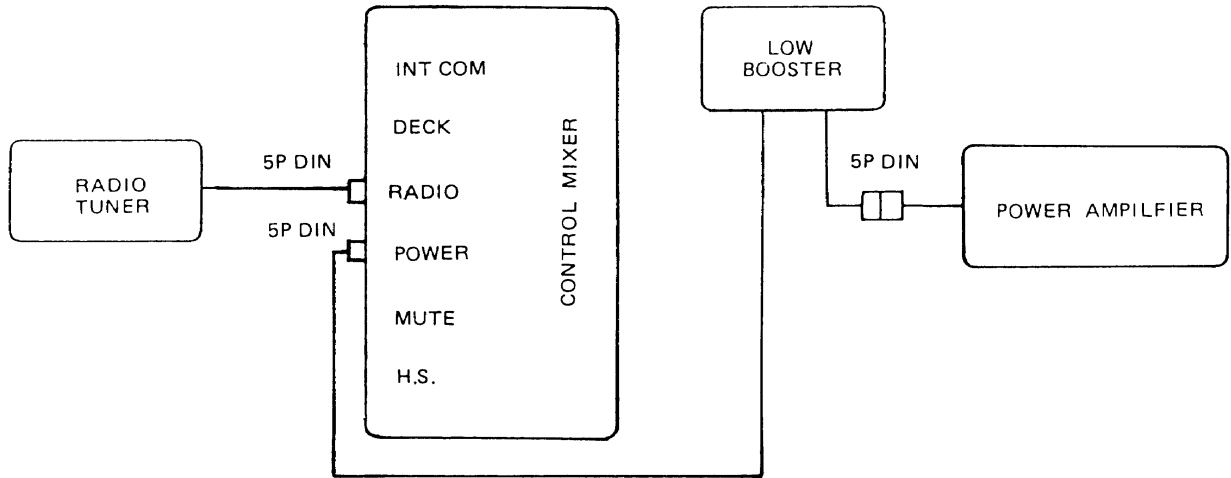 RADIO
TUNER
5P DIN
5P DIN
INT COM
DECK
RADIO
POWER
MUTE
H.S.
CONTROL MIXER
LOW
BOOSTER
5P DIN
POWER AMPILFIER